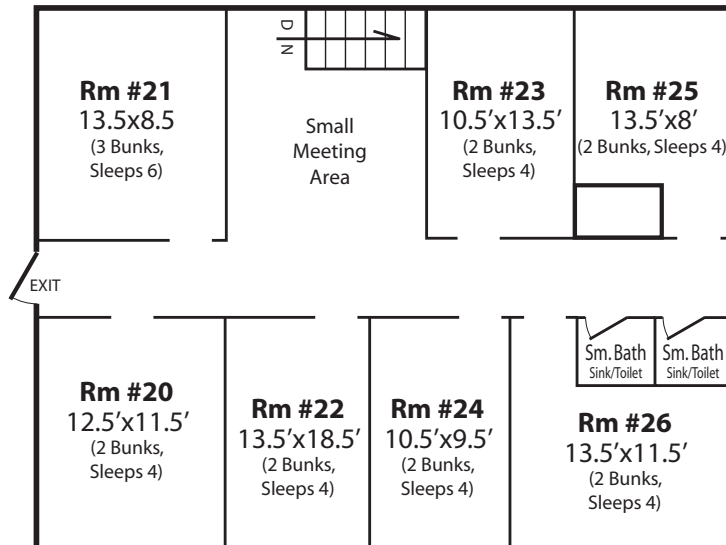 Rm #21
13.5x8.5
(3 Bunks,
Sleeps 6)
D N
Small
Meeting
Area
Rm #23
10.5’x13.5’
(2 Bunks,
Sleeps 4)
Rm #25
13.5’x8’
(2 Bunks, Sleeps 4)
EXIT
Rm #20
12.5’x11.5’
(2 Bunks,
Sleeps 4)
Rm #22
13.5’x18.5’
(2 Bunks,
Sleeps 4)
Rm #24
10.5’x9.5’
(2 Bunks,
Sleeps 4)
Sm. Bath
Sink/Toilet
Sm. Bath
Sink/Toilet
Rm #26
13.5’x11.5’
(2 Bunks,
Sleeps 4)